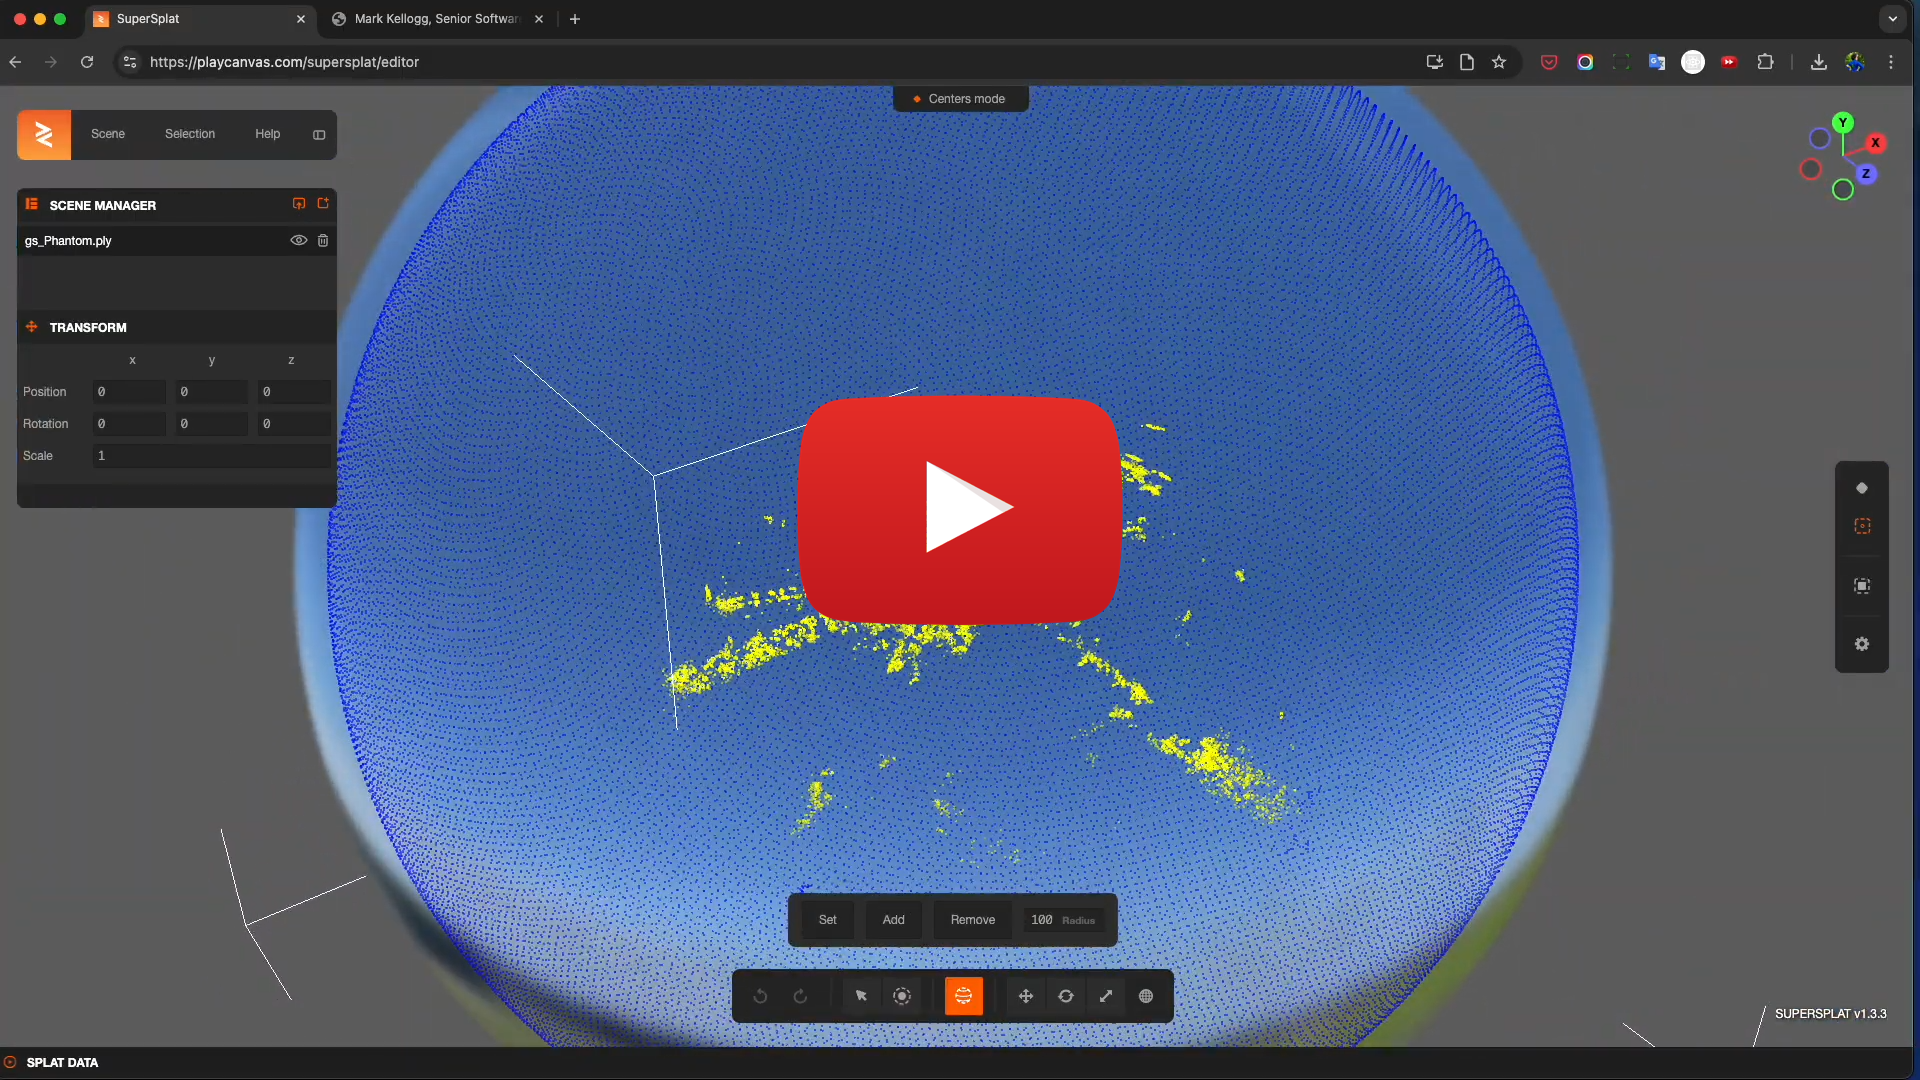 SuperSplat
Mark Kellogg, Senior Softwar
https://playcanvas.com/supersplat/editor
Centers mode
Scene Selection Help
Y
X
Z
SCENE MANAGER
gs_Phantom.ply
TRANSFORM
x y z
Position 0 0 0
Rotation 0 0 0
Scale 1
Set Add Remove 100 Radius
SUPERSPLAT v1.3.3
SPLAT DATA